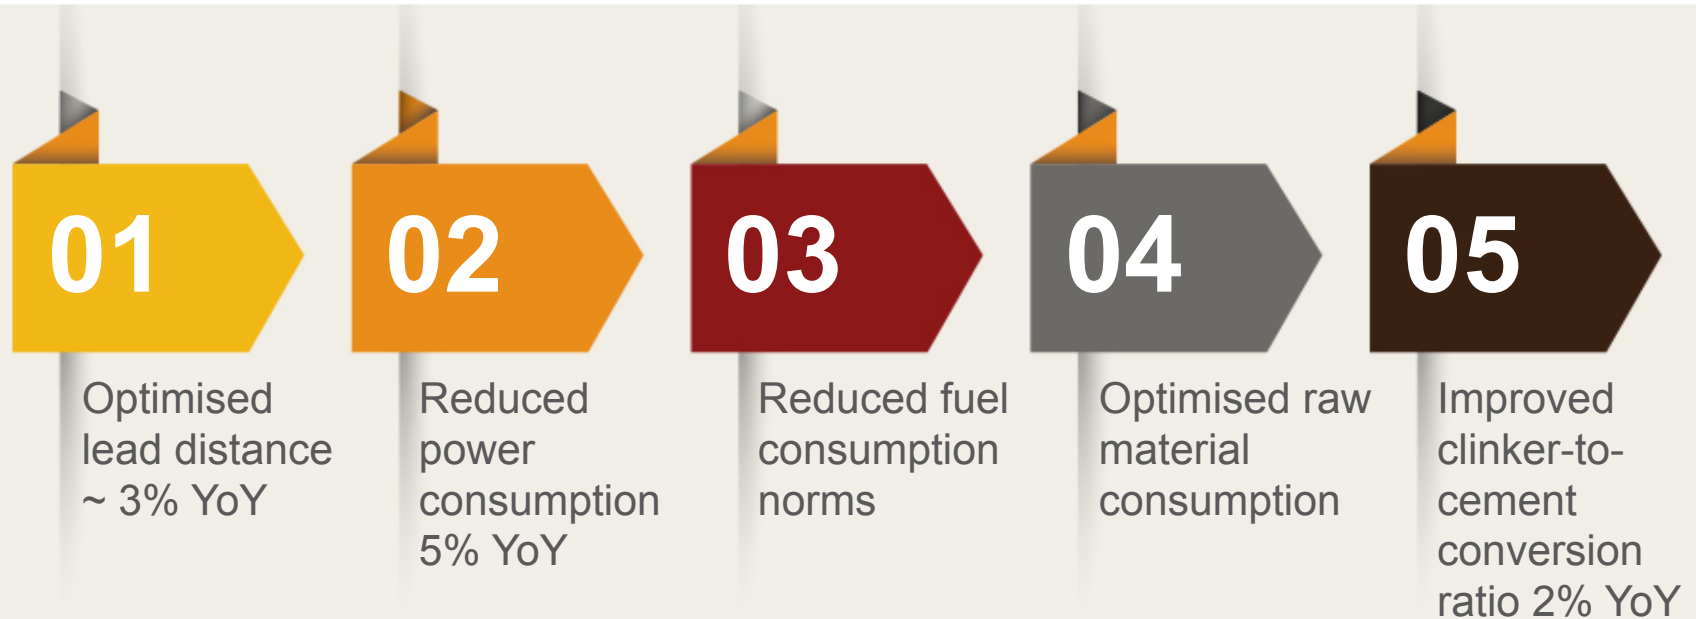 01
Optimised
lead distance
~ 3% YoY
02
Reduced
power
consumption
5% YoY
03
Reduced fuel
consumption
norms
04
Optimised raw
material
consumption
05
Improved
clinker-to-
cement
conversion
ratio 2% YoY